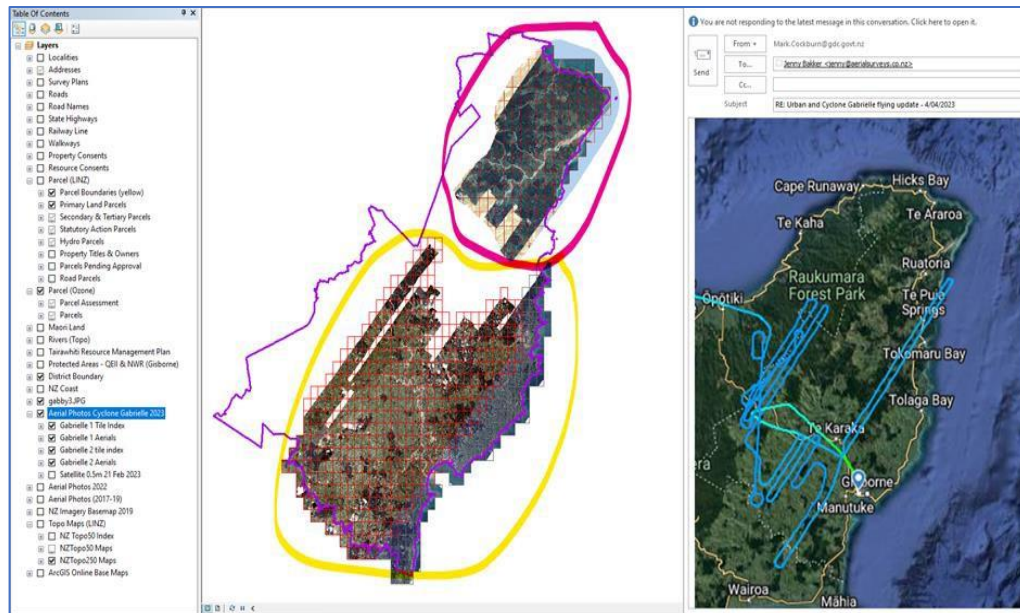 Table Of Contents
Layers
Localities
Addresses
Survey Plans
Roads
Road Names
State Highways
Railway Line
Walkways
Property Consents
Resource Consents
Parcel (LINZ)
Parcel Boundaries (yellow)
Primary Land Parcels
Secondary & Tertiary Parcels
Statutory Action Parcels
Hydro Parcels
Property Titles & Owners
Parcels Pending Approval
Road Parcels
Parcel (Ozone)
Parcel Assessment
Parcels
Maori Land
Rivers (Topo)
Tairawhiti Resource Management Plan
Protected Areas - QEII & NWR (Gisborne)
District Boundary
NZ Coast
gabby3.JPG
Aerial Photos Cyclone Gabrielle 2023
Gabrielle 1 Tile Index
Gabrielle 1 Aerials
Gabrielle 2 tile index
Gabrielle 2 Aerials
Satellite 0.5m 21 Feb 2023
Aerial Photos 2022
Aerial Photos (2017-19)
NZ Imagery Basemap 2019
Topo Maps (LINZ)
NZ Topo50 Index
NZTopo50 Maps
NZTopo250 Maps
ArcGIS Online Base Maps
You are not responding to the latest message in this conversation. Click here to open it.
Send
From
Mark.Cockburn@gdc.govt.nz
To...
Jenny Bakker <jenny@aerialsurveys.co.nz>
Cc...
Subject
RE: Urban and Cyclone Gabrielle flying update - 4/04/2023
Cape Runaway
Hicks Bay
Te Kaha
Te Araroa
Ruatoria
Raukumara
Forest Park
Ōpōtiki
Te Puia
Springs
Tokomaru Bay
Tolaga Bay
Te Karaka
Gisborne
Manutuke
Wairoa
Māhia